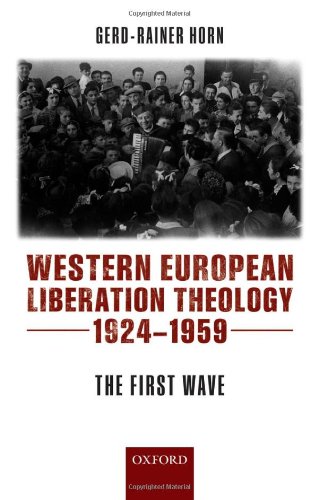 Copyrighted Material
GERD-RAINER HORN
WESTERN EUROPEAN
LIBERATION THEOLOGY
1924–1959
THE FIRST WAVE
OXFORD
Copyrighted Material